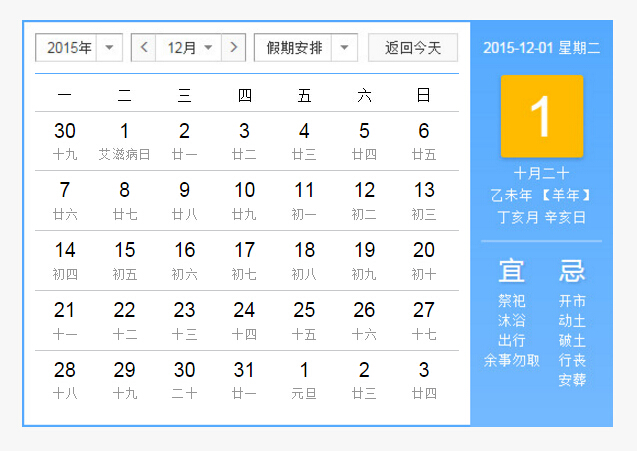 2015年 12月 假期安排 返回今天
一 二 三 四 五 六 日
30 1 2 3 4 5 6
十九 艾滋病日 廿一 廿二 廿三 廿四 廿五
7 8 9 10 11 12 13
廿六 廿七 廿八 廿九 初一 初二 初三
14 15 16 17 18 19 20
初四 初五 初六 初七 初八 初九 初十
21 22 23 24 25 26 27
十一 十二 十三 十四 十五 十六 十七
28 29 30 31 1 2 3
十八 十九 二十 廿一 元旦 廿三 廿四
2015-12-01 星期二
1
十月二十
乙未年【羊年】
丁亥月 辛亥日
宜 忌
祭祀 开市
沐浴 动土
出行 破土
余事勿取 行丧
安葬